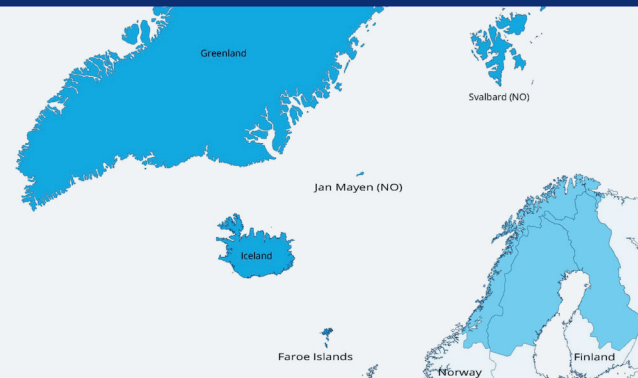 Greenland
Svalbard (NO)
Jan Mayen (NO)
Iceland
Faroe Islands
Norway
Finland